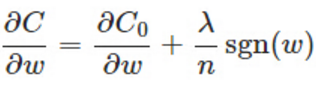 ∂C/∂w = ∂C₀/∂w + λ/n sgn(w)